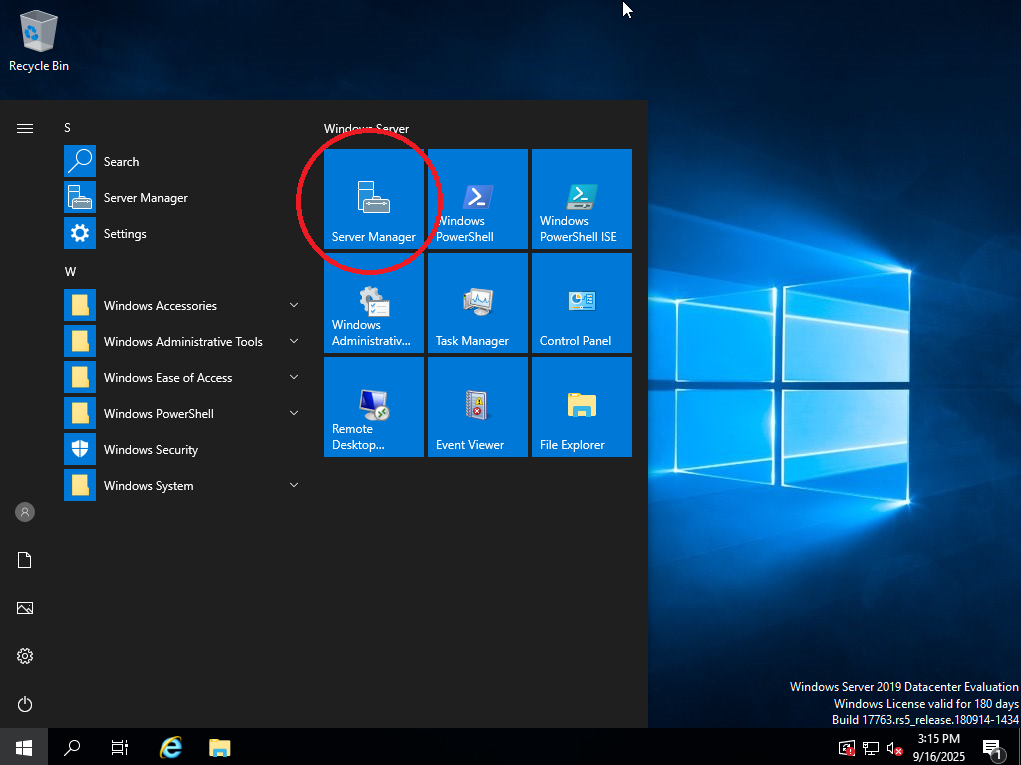 Recycle Bin
S
Search
Server Manager
Settings
W
Windows Accessories
Windows Administrative Tools
Windows Ease of Access
Windows PowerShell
Windows Security
Windows System
Windows Server
Server Manager
Windows
PowerShell
Windows
PowerShell ISE
Windows
Administrativ...
Task Manager
Control Panel
Remote
Desktop...
Event Viewer
File Explorer
Windows Server 2019 Datacenter Evaluation
Windows License valid for 180 days
Build 17763.rs5_release.180914-1434
3:15 PM
9/16/2025
1